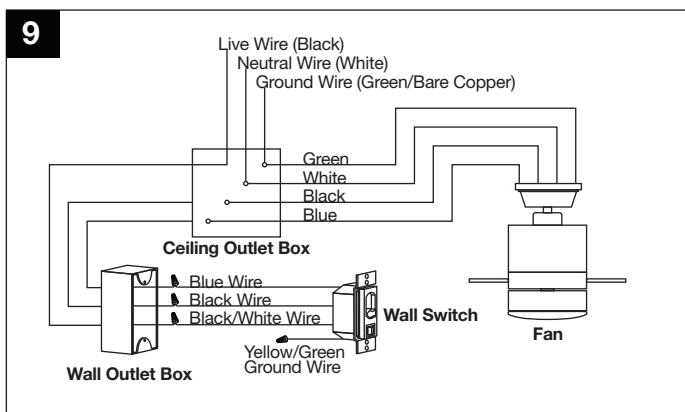 9
Live Wire (Black)
Neutral Wire (White)
Ground Wire (Green/Bare Copper)
Green
White
Black
Blue
Ceiling Outlet Box
Blue Wire
Black Wire
Black/White Wire
Wall Switch
Fan
Yellow/Green
Ground Wire
Wall Outlet Box